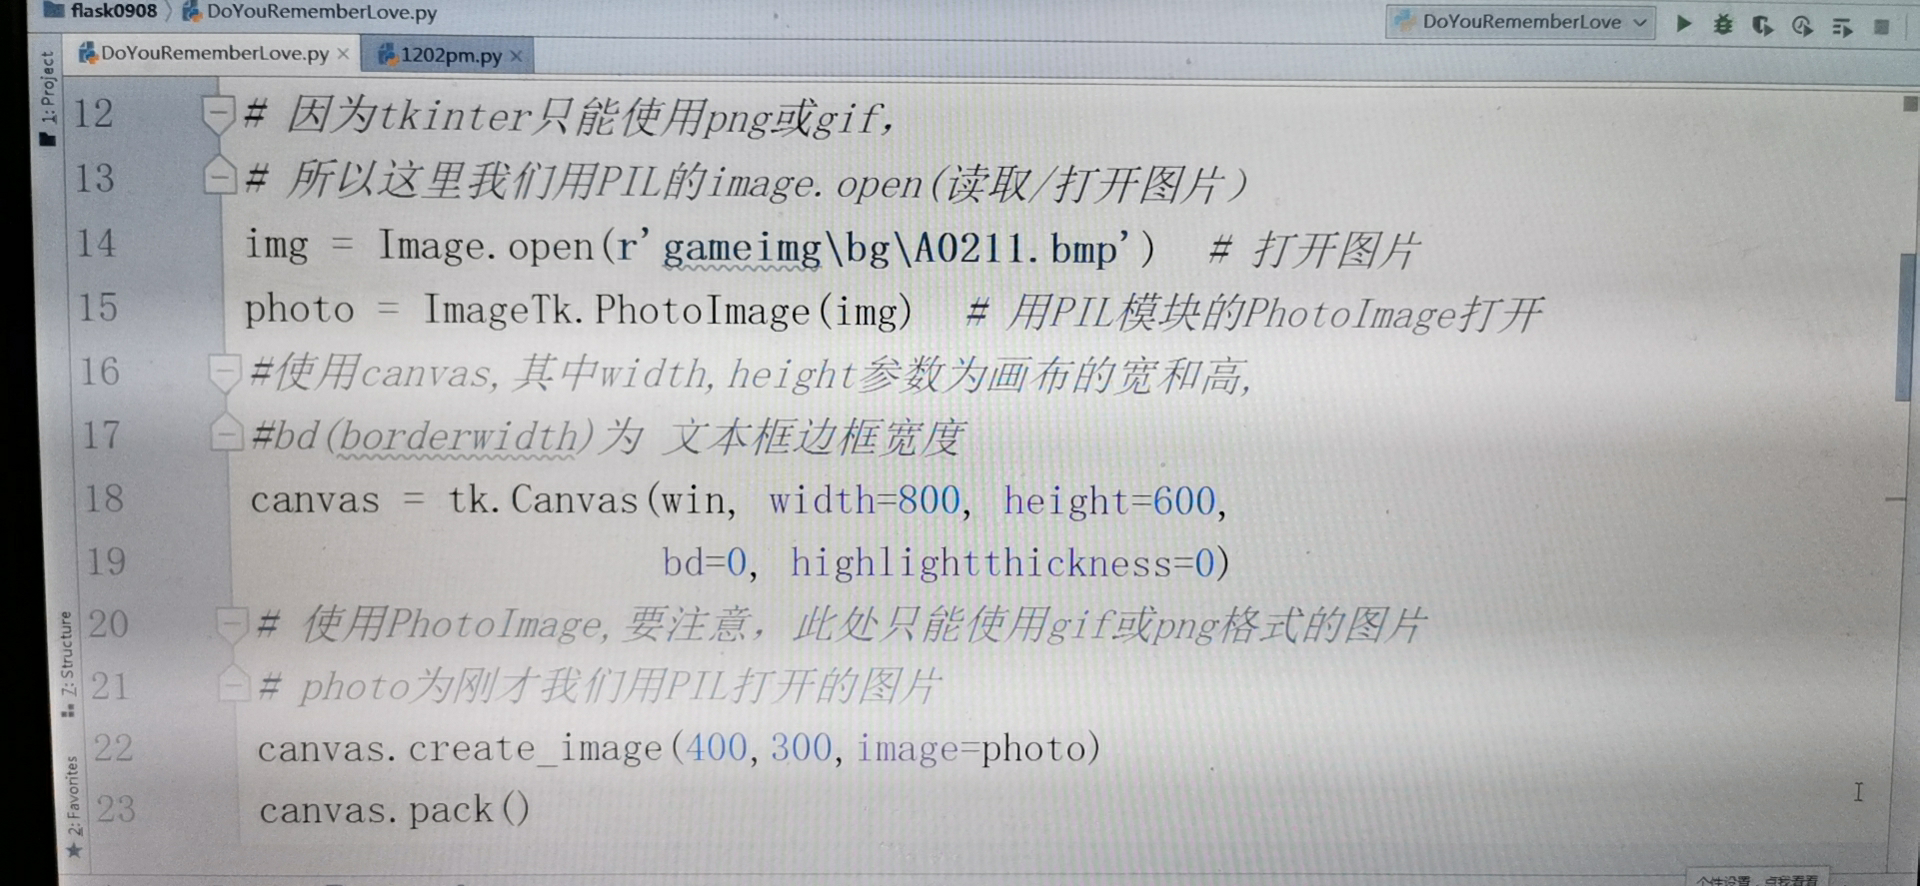 flask0908 DoYouRememberLove.py
DoYouRememberLove
DoYouRememberLove.py × 1202pm.py ×
1: Project
12 # 因为tkinter只能使用png或gif，
13 # 所以这里我们用PIL的image.open(读取/打开图片）
14 img = Image.open(r'gameimg\bg\A0211.bmp')  # 打开图片
15 photo = ImageTk.PhotoImage(img)  # 用PIL模块的PhotoImage打开
16 #使用canvas,其中width,height参数为画布的宽和高,
17 #bd(borderwidth)为 文本框边框宽度
18 canvas = tk.Canvas(win, width=800, height=600,
19 bd=0, highlightthickness=0)
20 # 使用PhotoImage,要注意，此处只能使用gif或png格式的图片
21 # photo为刚才我们用PIL打开的图片
22 canvas.create_image(400,300,image=photo)
23 canvas.pack()
7: Structure
2: Favorites